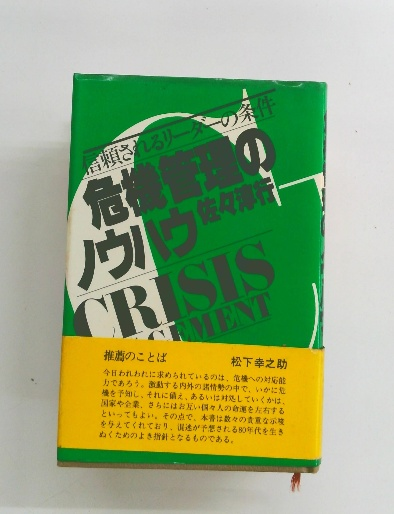 信頼されるリーダーの条件
危機管理の
ノウハウ 佐々淳行
CRISIS
GEMENT
推薦のことば 松下幸之助
今日われわれに求められているのは、危機への対応能
力であろう。激動する内外の諸情勢の中で、いかに危
機を予知し、それに備え、あるいは対処していくかは、
国家や企業、さらにはお互い個々人の命運を左右する
といってもよい。その点で、本書は数々の貴重な示唆
を与えてくれており、混迷が予想される80年代を生き
ぬくためのよき指針となるものである。